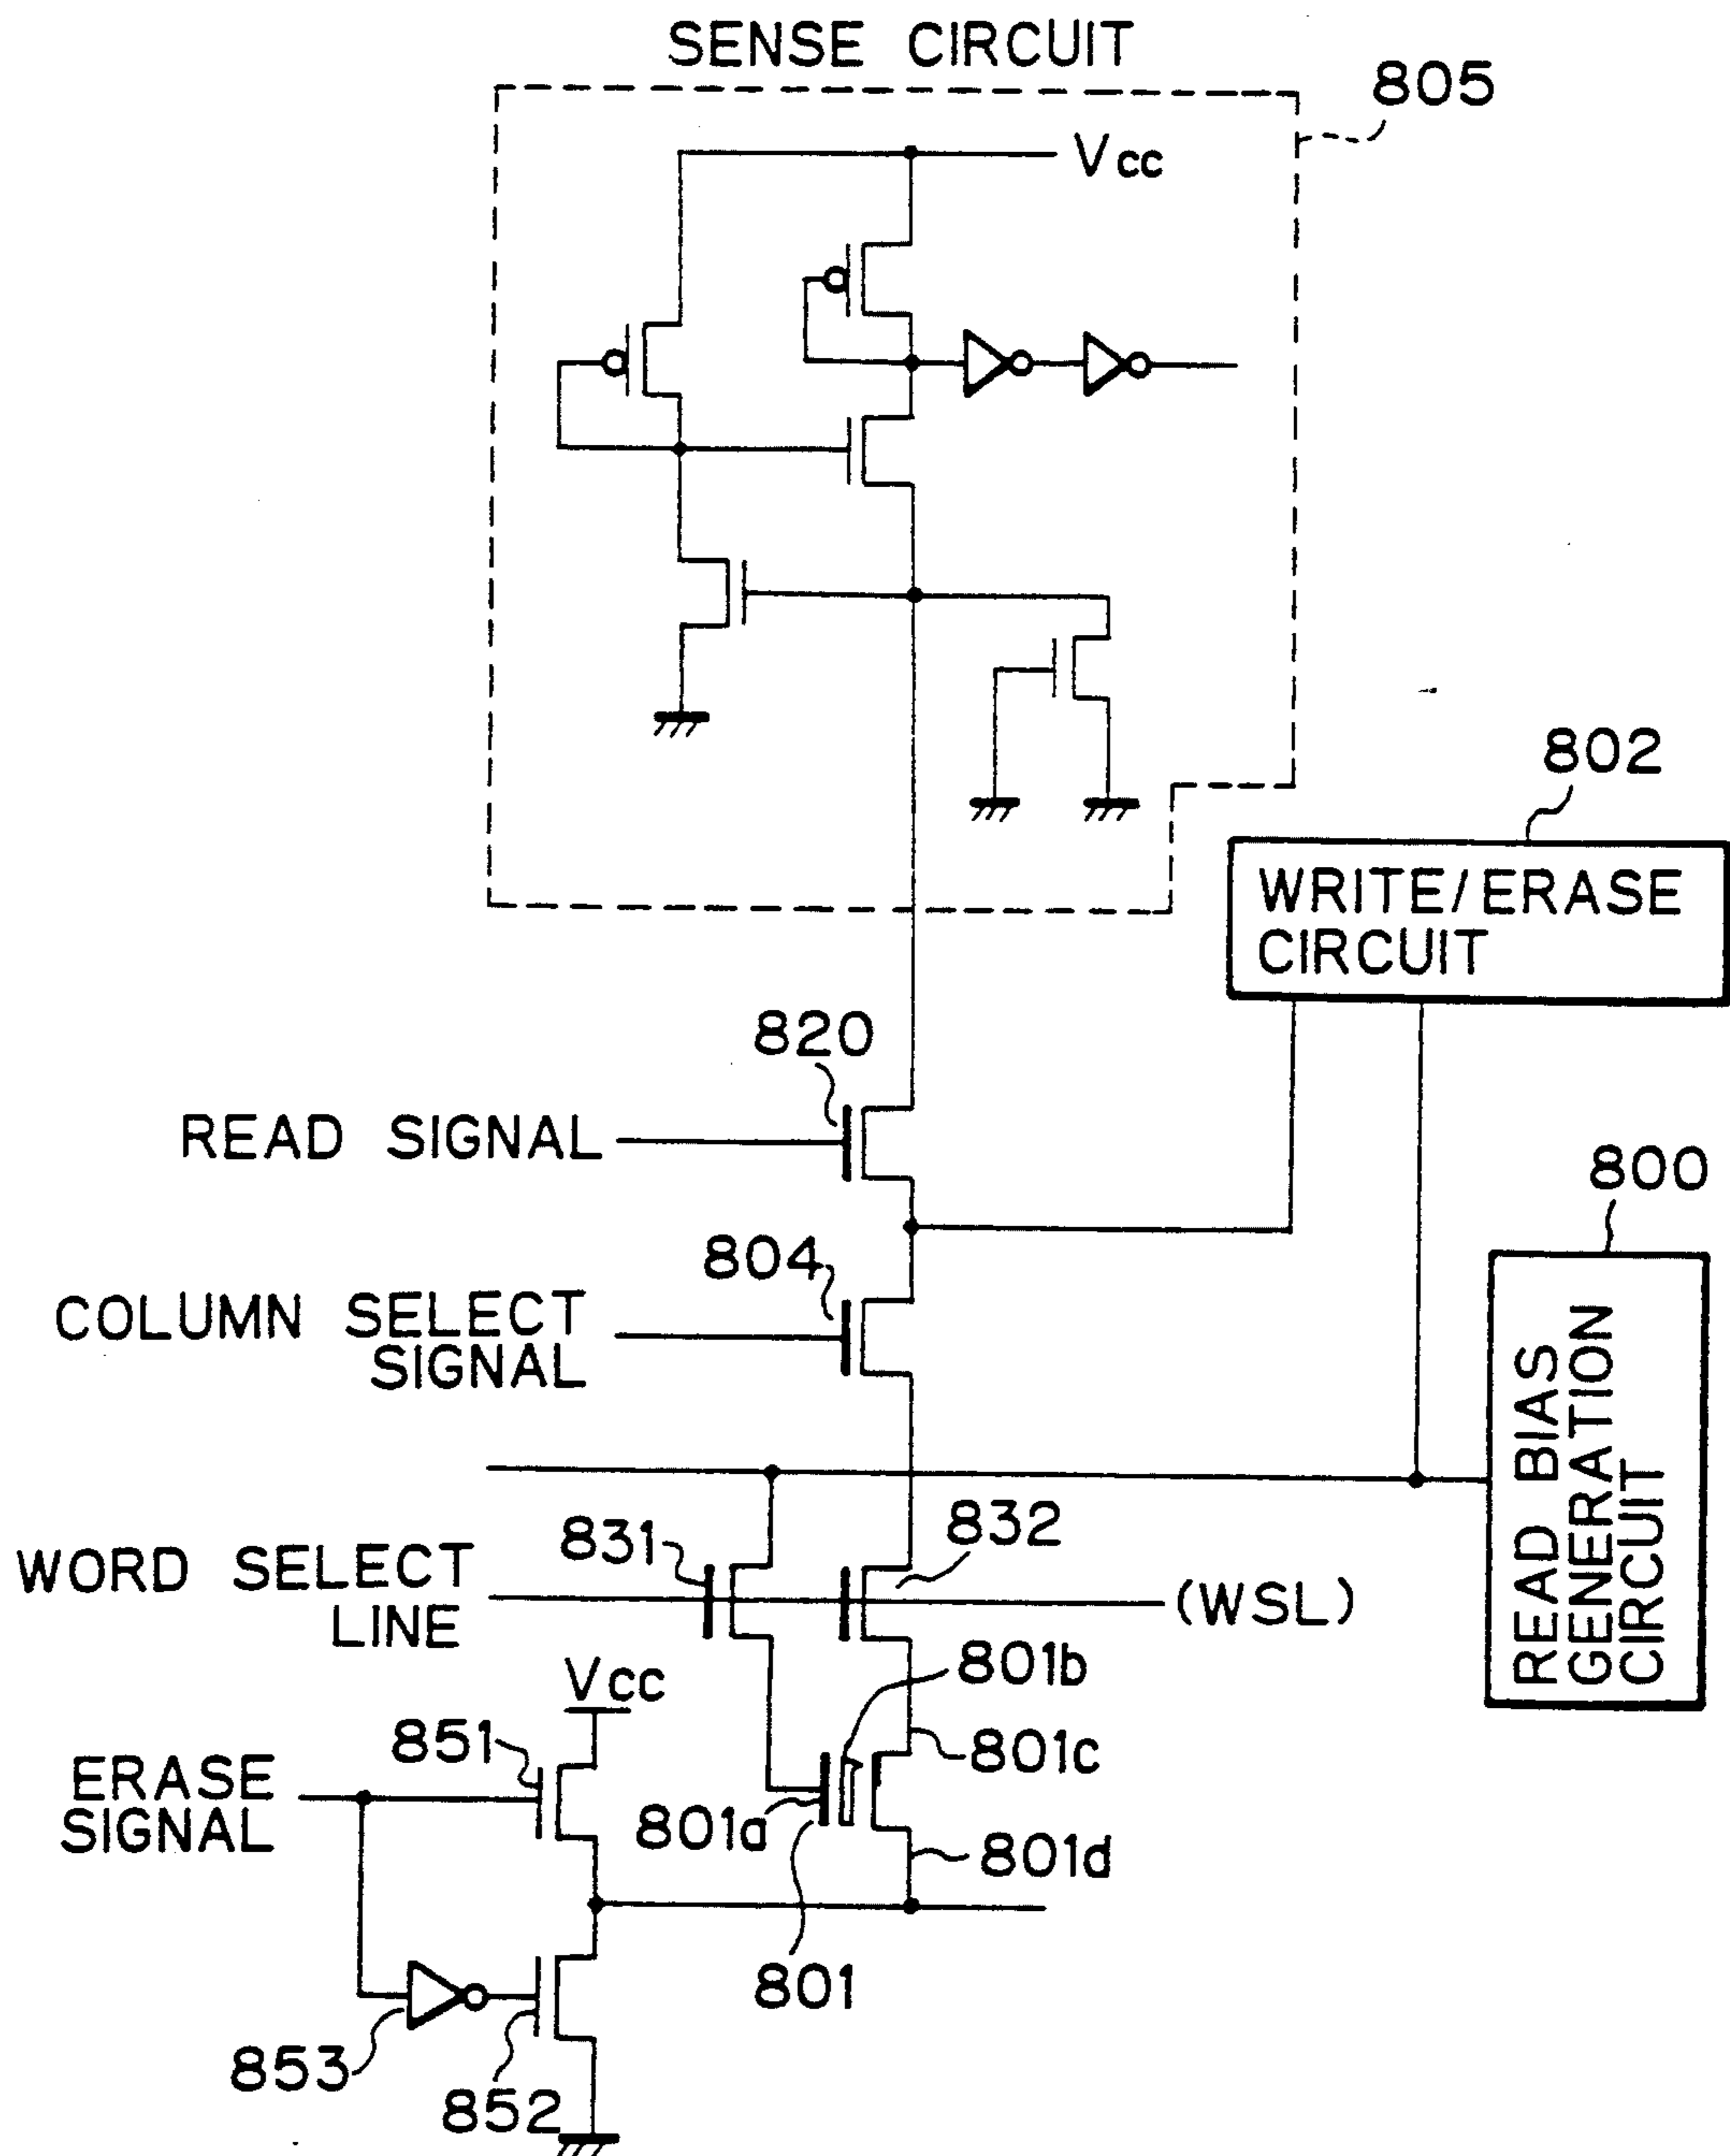 SENSE CIRCUIT
805
Vcc
802
WRITE/ERASE
CIRCUIT
820
READ SIGNAL
800
804
COLUMN SELECT
SIGNAL
READ BIAS
GENERATION
CIRCUIT
831
832
WORD SELECT
LINE
(WSL)
801b
Vcc
851
801c
ERASE
SIGNAL
801a
801d
801
853
852